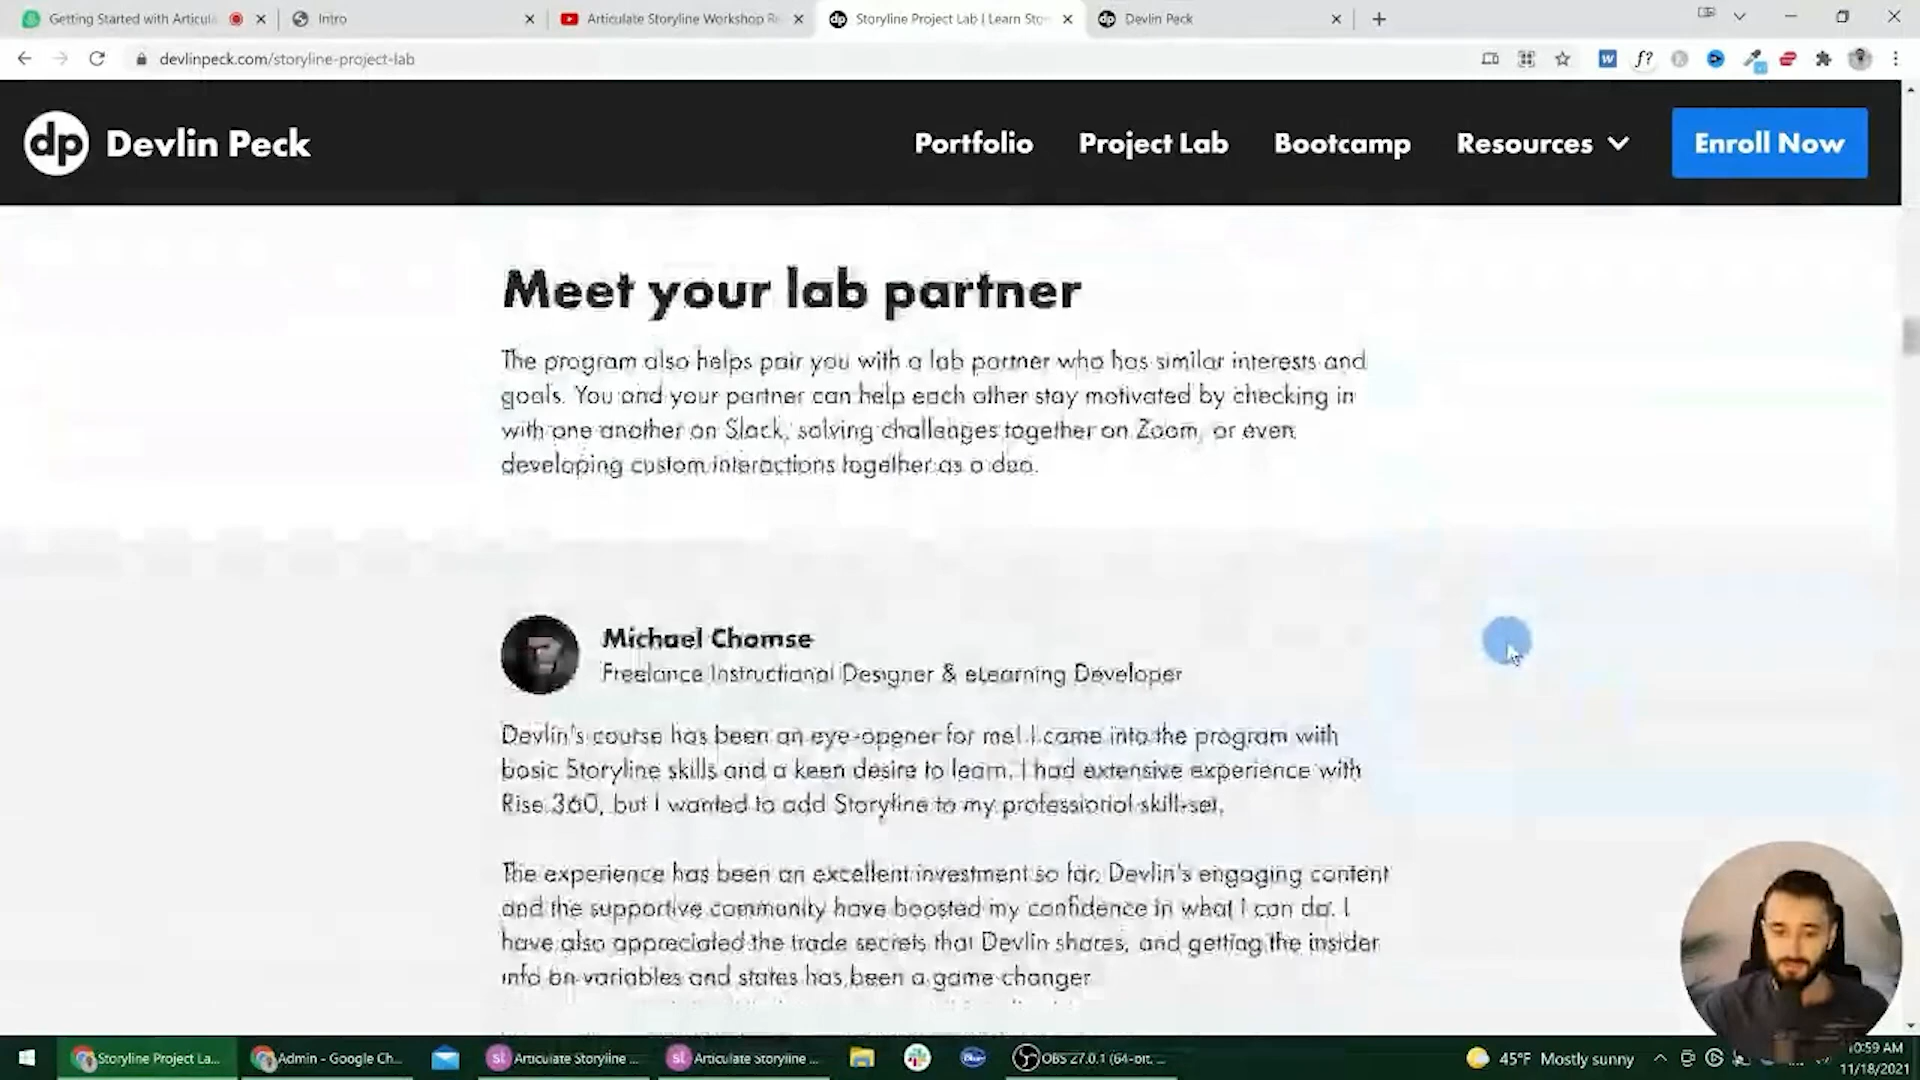 Getting Started with Articula
Intro
Articulate Storyline Workshop Re
Storyline Project Lab | Learn Sto
Devlin Peck
devlinpeck.com/storyline-project-lab
dp Devlin Peck
Portfolio
Project Lab
Bootcamp
Resources
Enroll Now
Meet your lab partner
The program also helps pair you with a lab partner who has similar interests and
goals. You and your partner can help each other stay motivated by checking in
with one another on Slack, solving challenges together on Zoom, or even
developing custom interactions together as a duo.
Michael Chomse
Freelance Instructional Designer & eLearning Developer
Devlin's course has been an eye-opener for me! I came into the program with
basic Storyline skills and a keen desire to learn. I had extensive experience with
Rise 360, but I wanted to add Storyline to my professional skill-set.
The experience has been an excellent investment so far. Devlin's engaging content
and the supportive community have boosted my confidence in what I can do. I
have also appreciated the trade secrets that Devlin shares, and getting the insider
info on variables and states has been a game changer
Storyline Project La...
Admin - Google Ch...
Articulate Storyline ...
Articulate Storyline ...
OBS 27.0.1 (64-bit, ...
45°F Mostly sunny
10:59 AM
11/18/2021